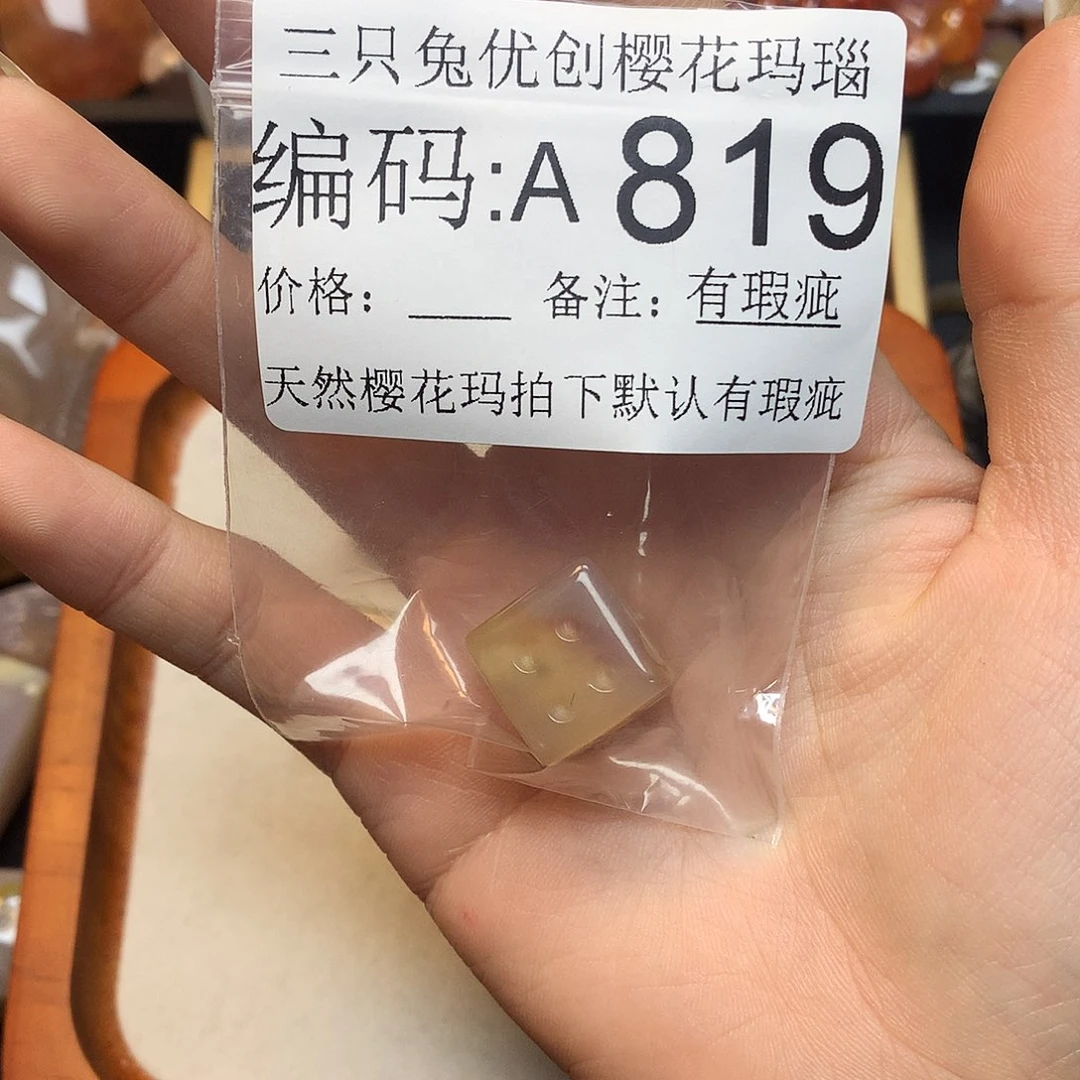 三只兔优创樱花玛瑙
编码:A 819
价格：____ 备注：有瑕疵
天然樱花玛拍下默认有瑕疵